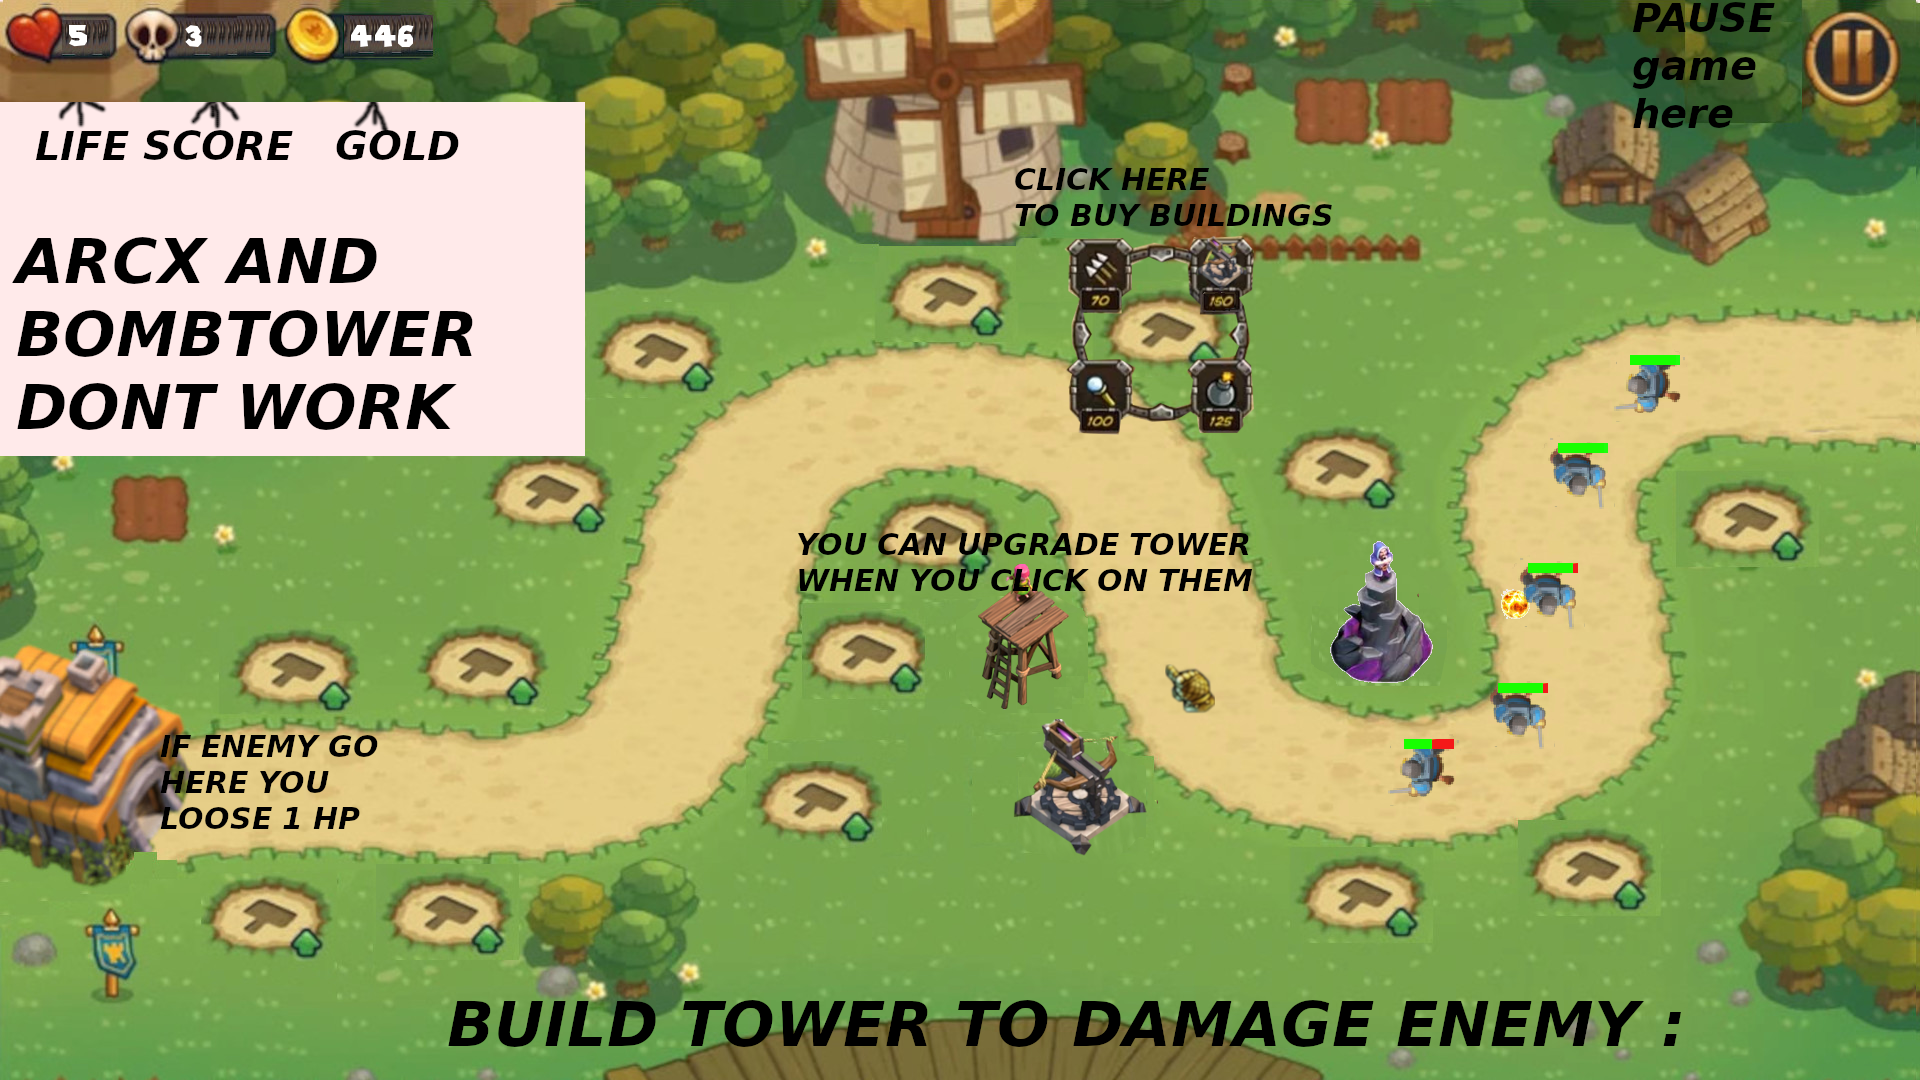 5 3 446
PAUSE
game
here
LIFE SCORE GOLD
ARCX AND
BOMBTOWER
DONT WORK
CLICK HERE
TO BUY BUILDINGS
70 160
100 125
YOU CAN UPGRADE TOWER
WHEN YOU CLICK ON THEM
IF ENEMY GO
HERE YOU
LOOSE 1 HP
BUILD TOWER TO DAMAGE ENEMY :